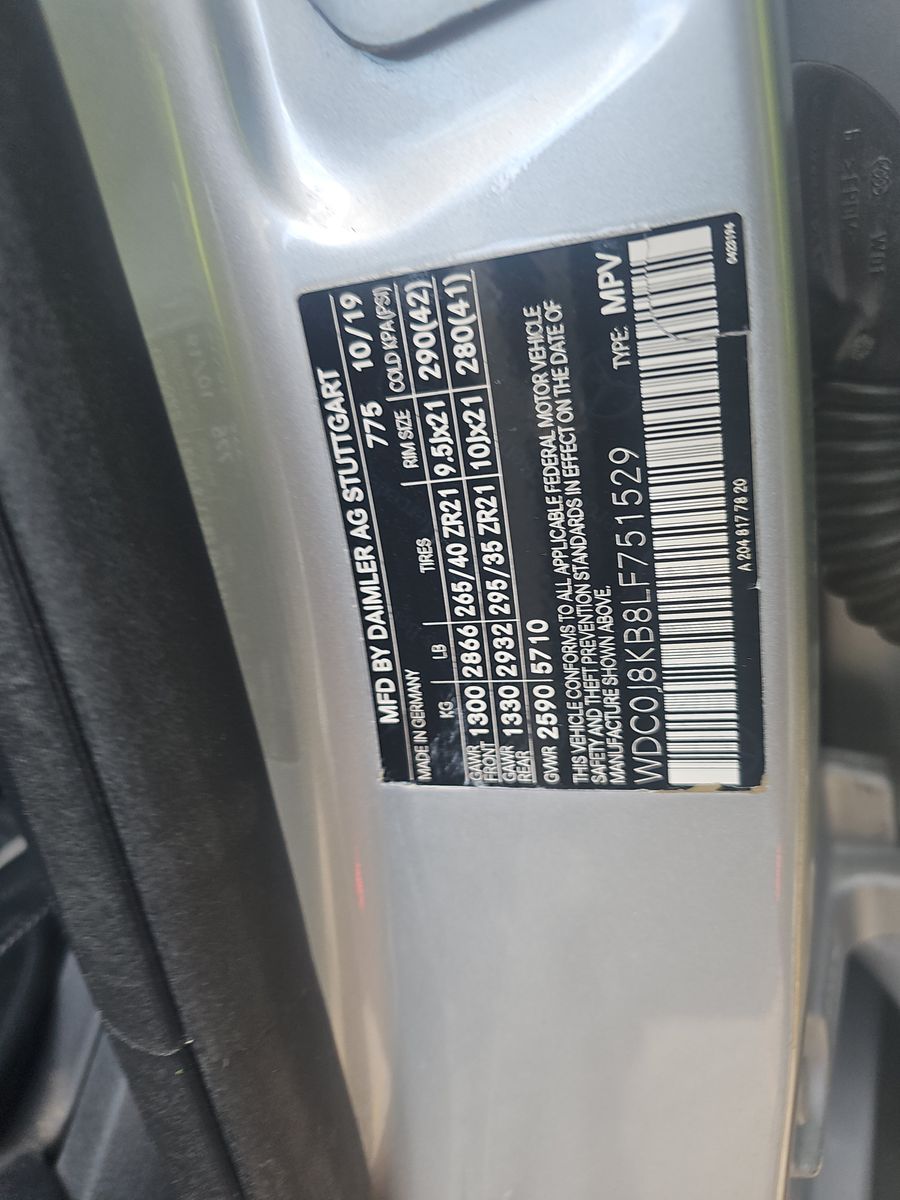 MFD BY DAIMLER AG STUTTGART
MADE IN GERMANY 775 10/19
KG LB TIRES RIM SIZE COLD KPA(PSI)
GAWR FRONT 1300 2866 265/40 ZR21 9.5Jx21 290(42)
GAWR REAR 1330 2932 295/35 ZR21 10Jx21 280(41)
GVWR 2590 5710
THIS VEHICLE CONFORMS TO ALL APPLICABLE FEDERAL MOTOR VEHICLE
SAFETY AND THEFT PREVENTION STANDARDS IN EFFECT ON THE DATE OF
MANUFACTURE SHOWN ABOVE.
WDC0J8KB8LF751529 TYPE: MPV
A 204 817 78 20